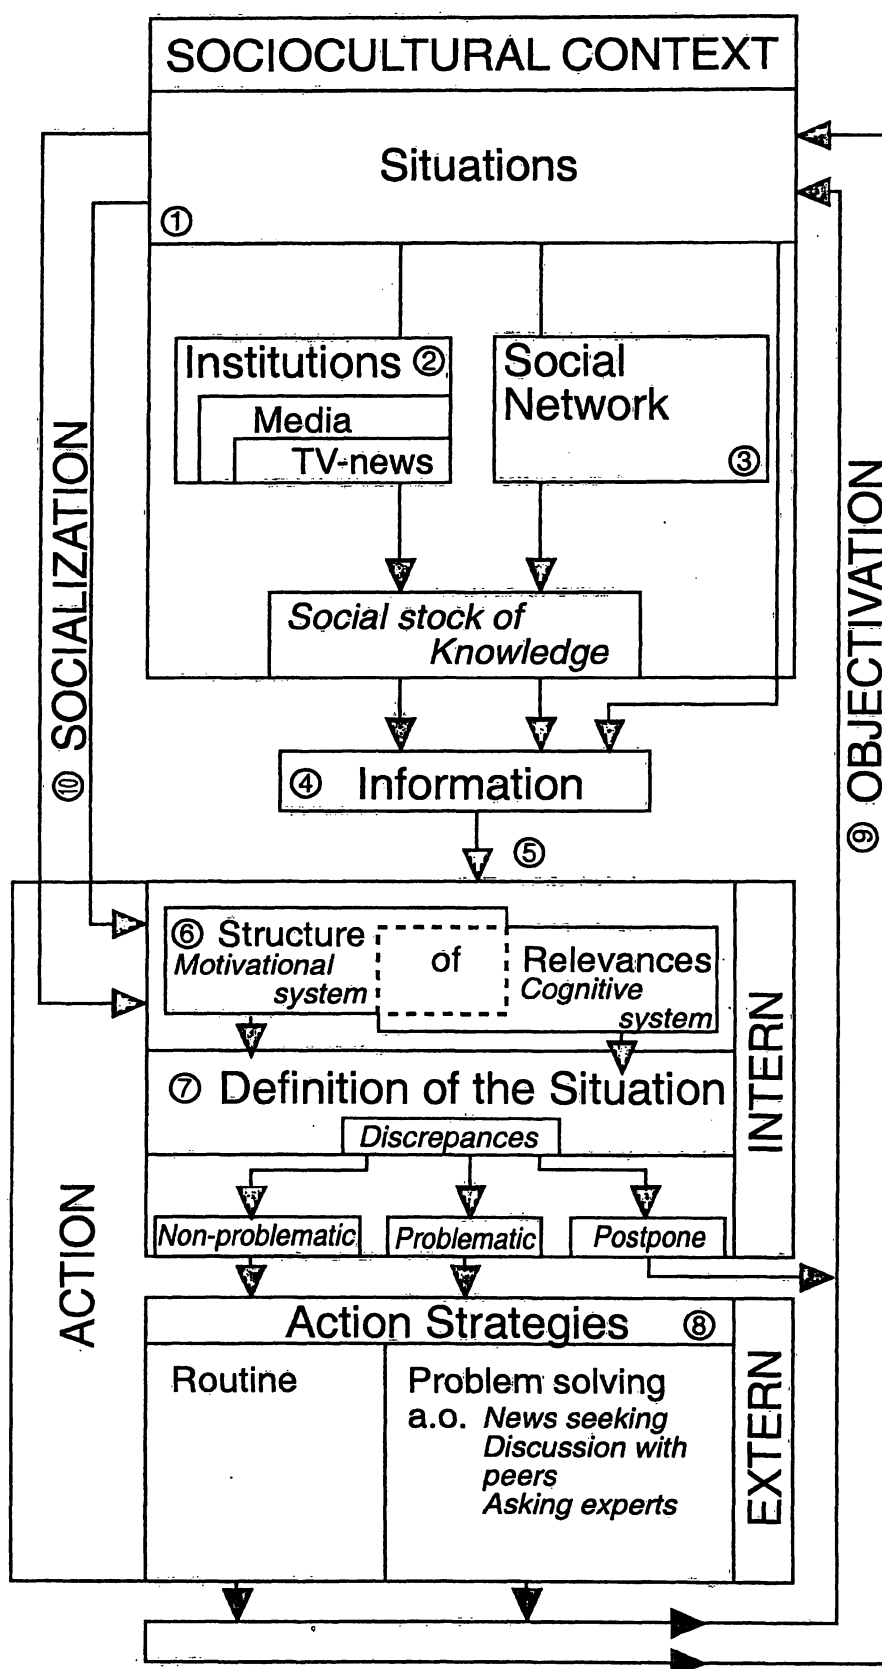 SOCIOCULTURAL CONTEXT
Situations
①
Institutions ②
Media
TV-news
Social
Network
③
Social stock of
Knowledge
④ Information
⑤
⑩ SOCIALIZATION
⑨ OBJECTIVATION
⑥ Structure
Motivational
system
of
Relevances
Cognitive
system
INTERN
⑦ Definition of the Situation
Discrepances
Non-problematic
Problematic
Postpone
ACTION
Action Strategies ⑧
Routine
Problem solving
a.o. News seeking
Discussion with
peers
Asking experts
EXTERN